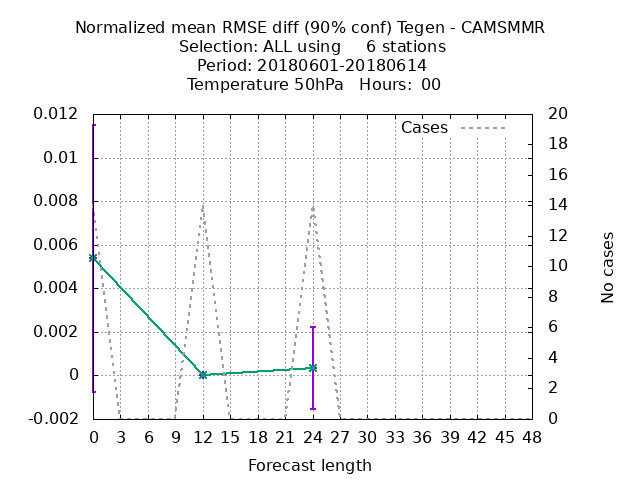 Normalized mean RMSE diff (90% conf) Tegen - CAMSMMR
Selection: ALL using     6 stations
Period: 20180601-20180614
Temperature 50hPa   Hours:  00
Cases
0.012
0.01
0.008
0.006
0.004
0.002
0
-0.002
20
18
16
14
12
10
8
6
4
2
0
No cases
0 3 6 9 12 15 18 21 24 27 30 33 36 39 42 45 48
Forecast length